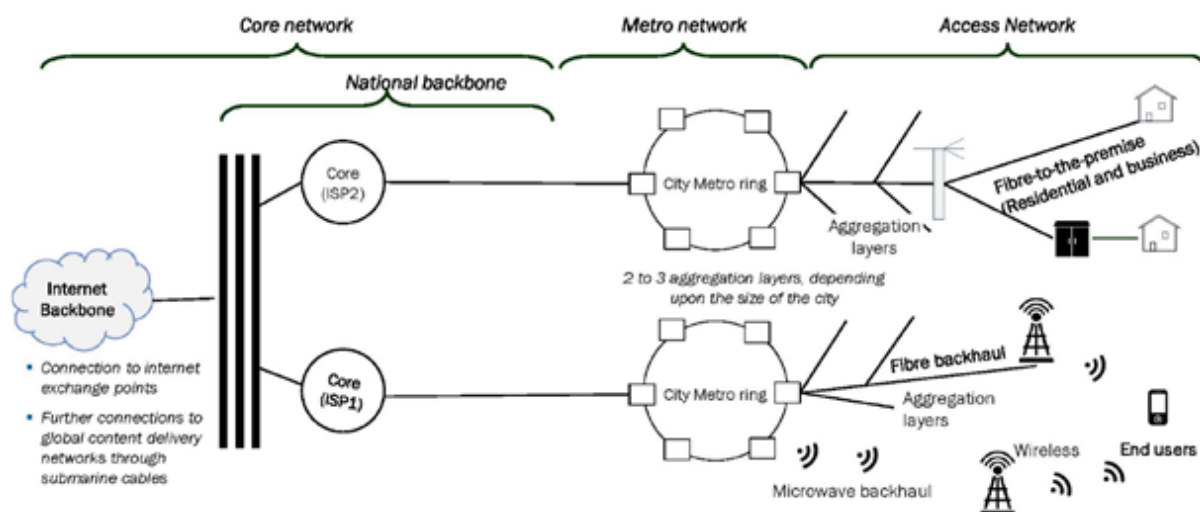 Core network
Metro network
Access Network
National backbone
Core
(ISP2)
City Metro ring
Aggregation
layers
Fibre-to-the-premise
(Residential and business)
2 to 3 aggregation layers, depending
upon the size of the city
Internet
Backbone
Connection to internet
exchange points
Further connections to
global content delivery
networks through
submarine cables
Core
(ISP1)
City Metro ring
Fibre backhaul
Aggregation
layers
Microwave backhaul
Wireless
End users